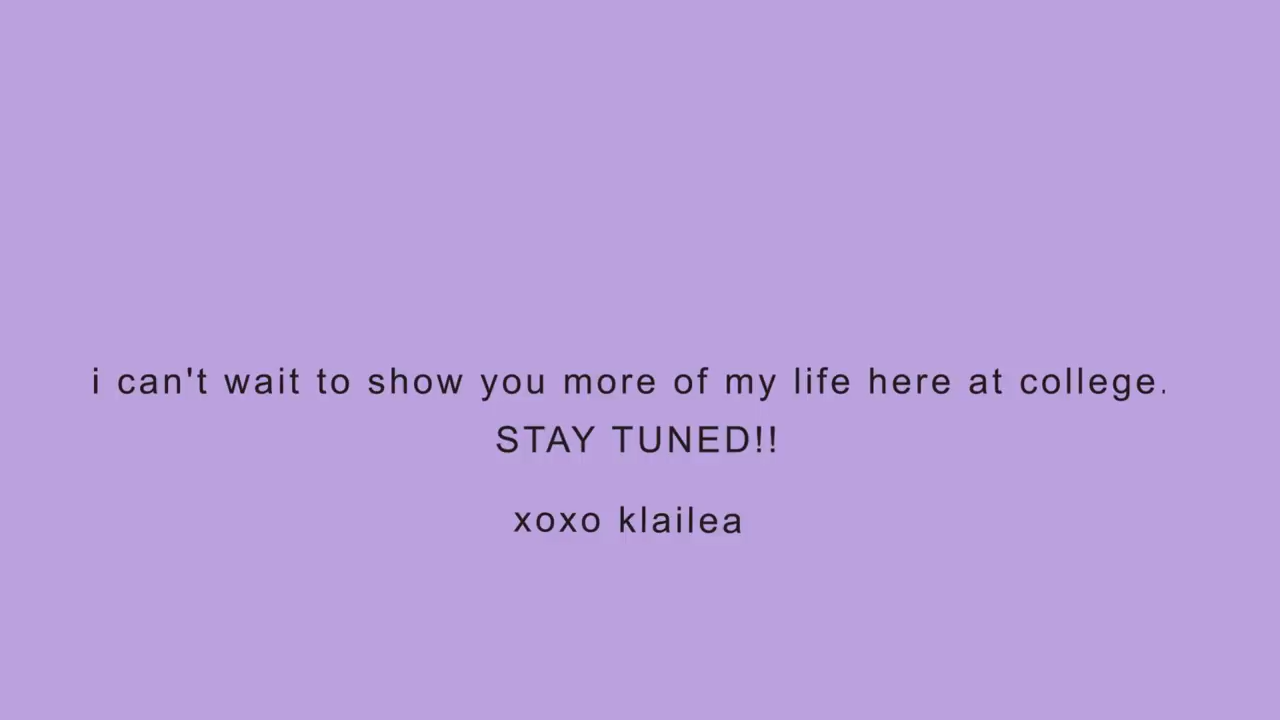 i can't wait to show you more of my life here at college.
STAY TUNED!!
xoxo klailea